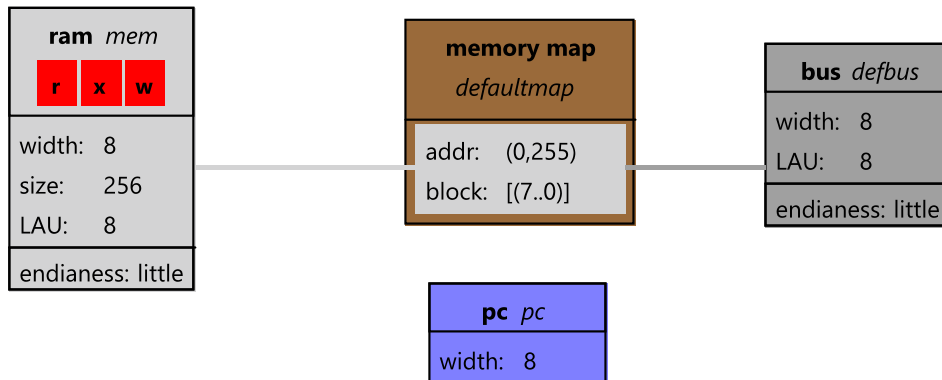 ram mem
r x w
width: 8
size: 256
LAU: 8
endianess: little
memory map
defaultmap
addr: (0,255)
block: [(7..0)]
bus defbus
width: 8
LAU: 8
endianess: little
pc pc
width: 8